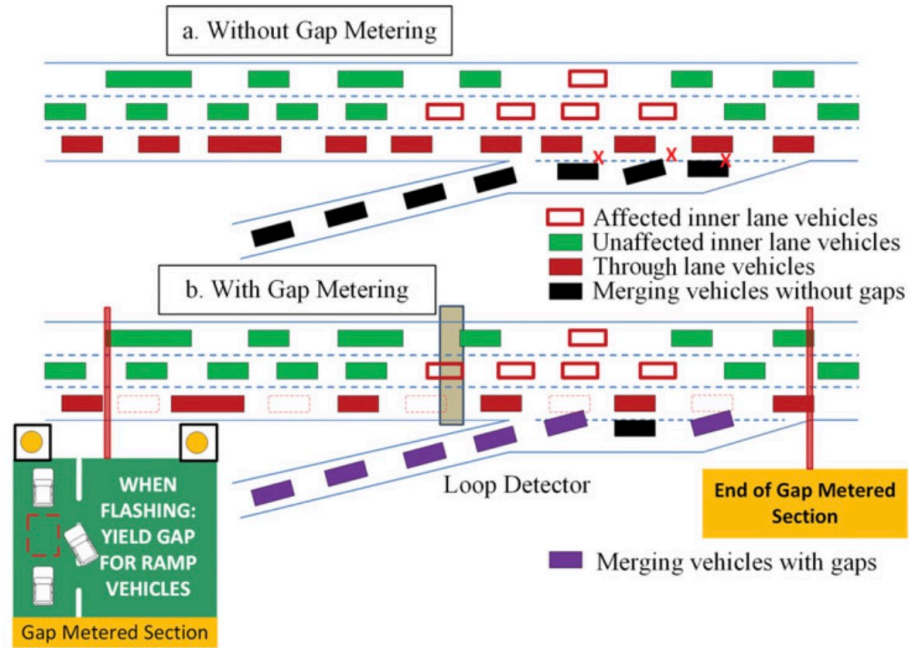 a. Without Gap Metering
X
X
X
Affected inner lane vehicles
Unaffected inner lane vehicles
Through lane vehicles
Merging vehicles without gaps
b. With Gap Metering
WHEN
FLASHING:
YIELD GAP
FOR RAMP
VEHICLES
Gap Metered Section
Loop Detector
End of Gap Metered
Section
Merging vehicles with gaps